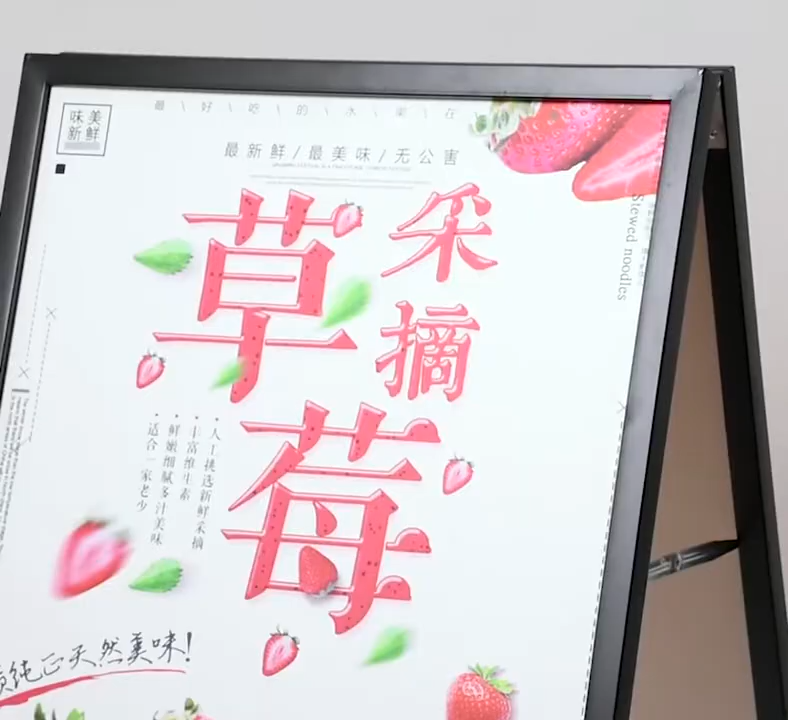 味美
新鲜
最 \ 好 \ 吃 \ 的 \ 水 \ 果 \ 在
最新鲜/最美味/无公害
采摘
草莓
Stewed noodles
• 人工挑选新鲜采摘
• 丰富维生素
• 鲜嫩细腻多汁美味
• 适合一家老少
纯正天然美味!